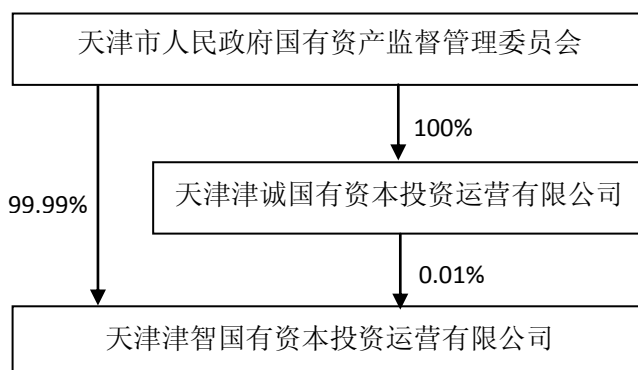 天津市人民政府国有资产监督管理委员会
100%
天津津诚国有资本投资运营有限公司
99.99%
0.01%
天津津智国有资本投资运营有限公司